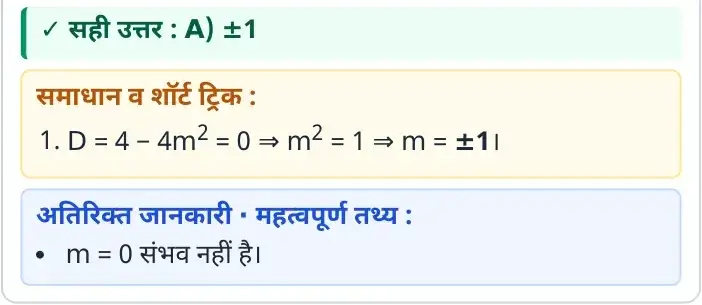 ✓ सही उत्तर : A) ±1
समाधान व शॉर्ट ट्रिक :
1. D = 4 − 4m² = 0 ⇒ m² = 1 ⇒ m = ±1।
अतिरिक्त जानकारी · महत्वपूर्ण तथ्य :
• m = 0 संभव नहीं है।